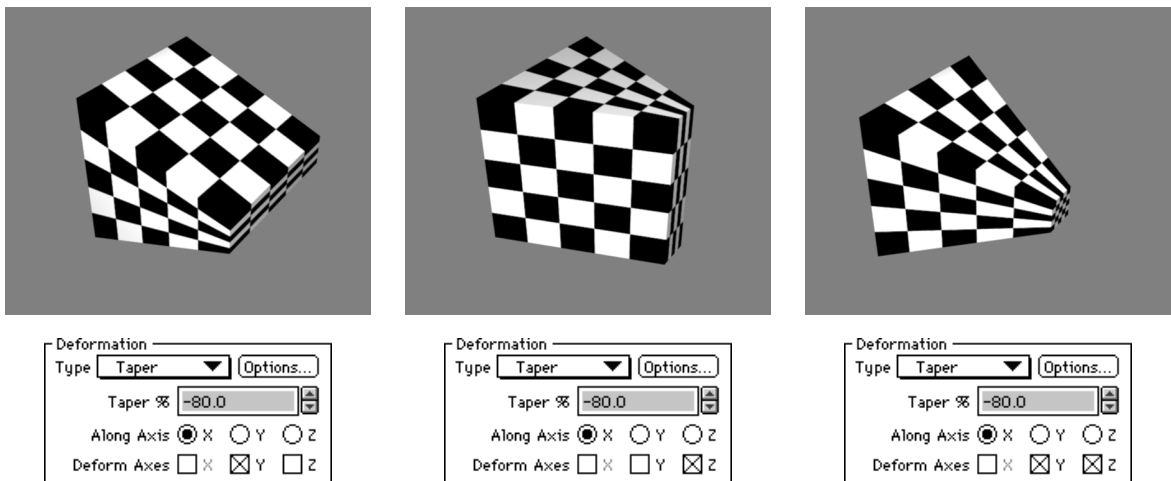 Deformation
Type Taper Options...
Taper % -80.0
Along Axis X Y Z
Deform Axes X Y Z
Deformation
Type Taper Options...
Taper % -80.0
Along Axis X Y Z
Deform Axes X Y Z
Deformation
Type Taper Options...
Taper % -80.0
Along Axis X Y Z
Deform Axes X Y Z